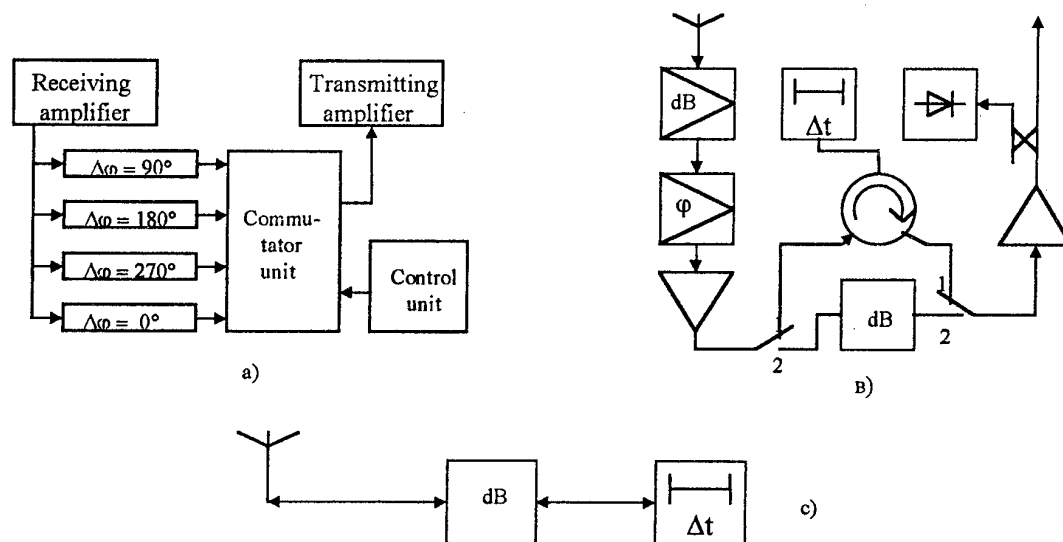 Receiving
amplifier
Transmitting
amplifier
Δφ = 90°
Δφ = 180°
Δφ = 270°
Δφ = 0°
Commu-
tator
unit
Control
unit
a)
dB
φ
Δt
1
dB
2
2
в)
dB
Δt
c)